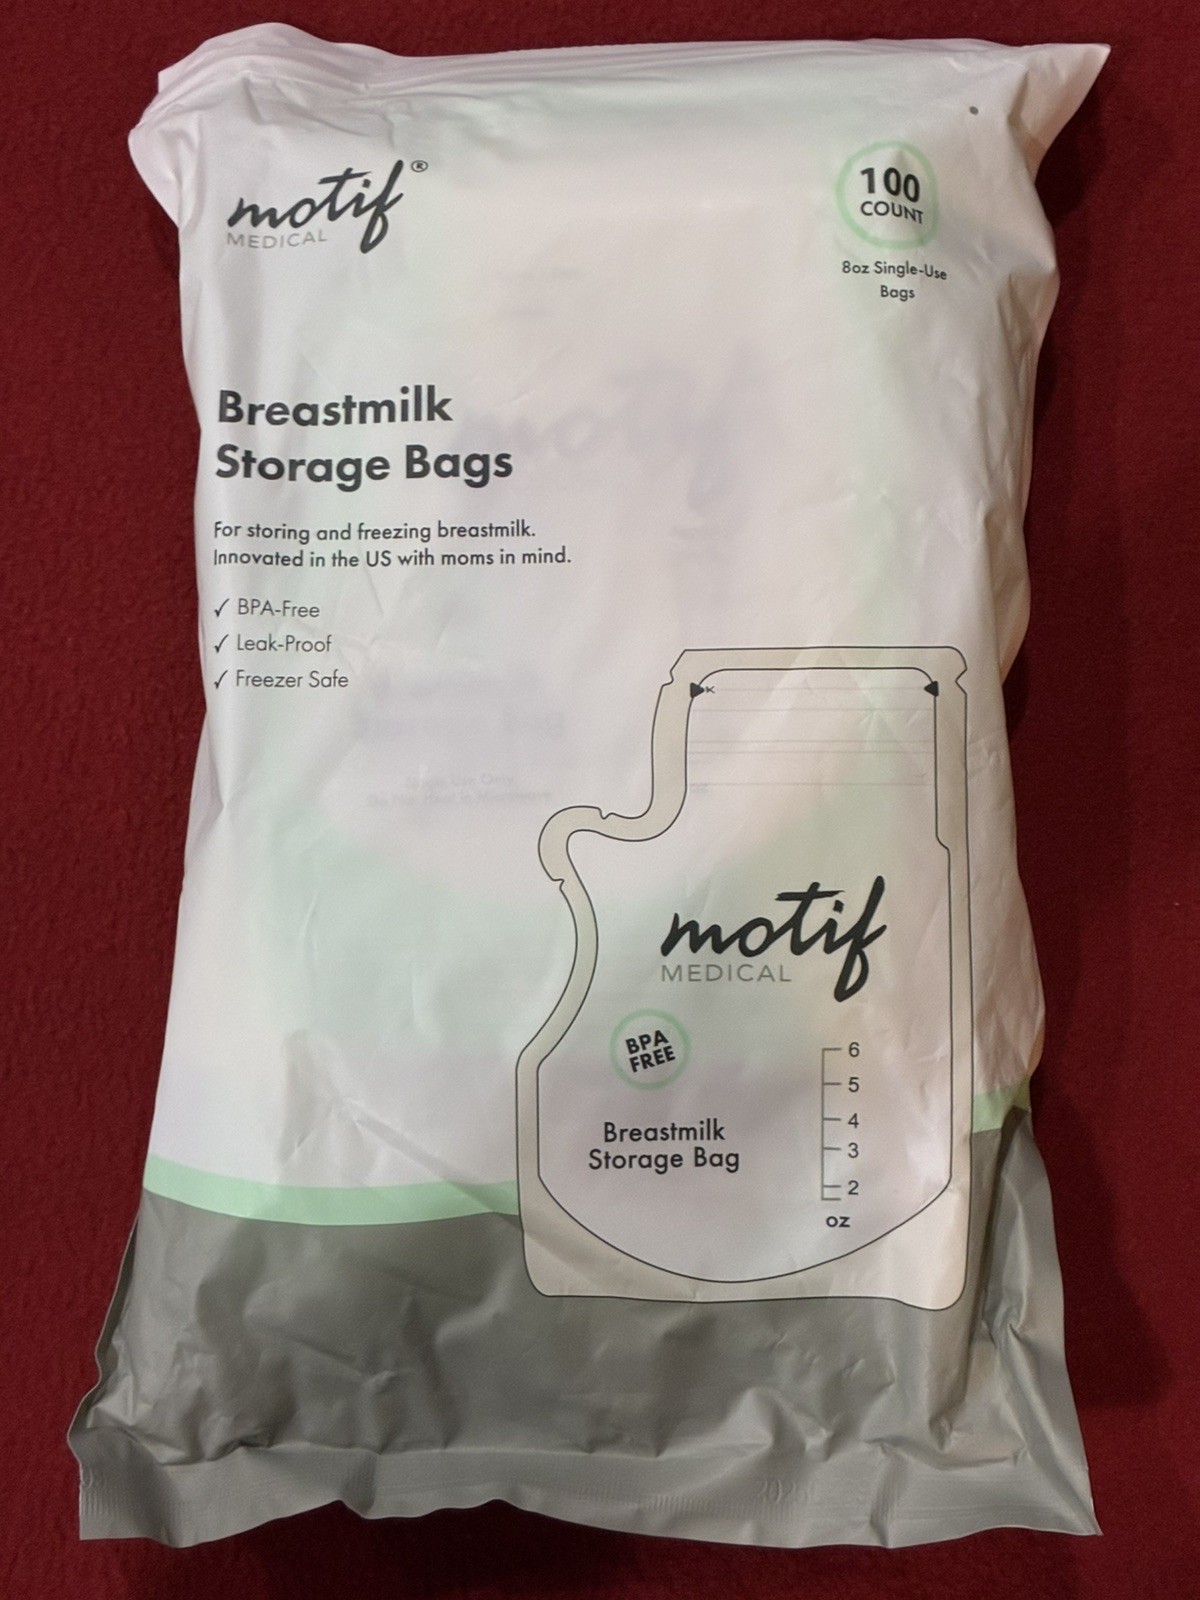 motif®
MEDICAL
100
COUNT
8oz Single-Use
Bags
Breastmilk
Storage Bags
For storing and freezing breastmilk.
Innovated in the US with moms in mind.
✓ BPA-Free
✓ Leak-Proof
✓ Freezer Safe
motif
MEDICAL
BPA
FREE
Breastmilk
Storage Bag
6
5
4
3
2
oz